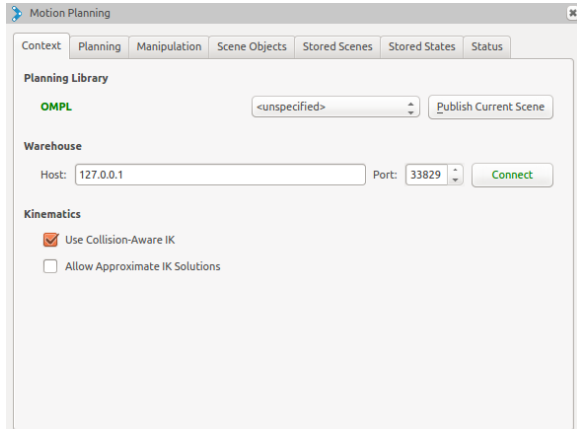 Motion Planning
Context Planning Manipulation Scene Objects Stored Scenes Stored States Status
Planning Library
OMPL <unspecified> Publish Current Scene
Warehouse
Host: 127.0.0.1 Port: 33829 Connect
Kinematics
Use Collision-Aware IK
Allow Approximate IK Solutions